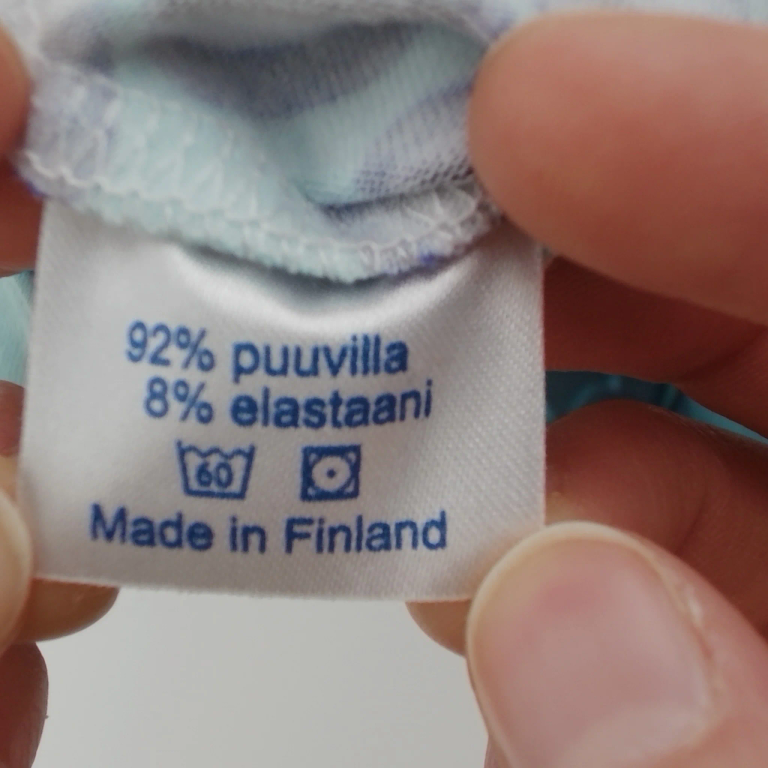 92% puuvilla
8% elastaani
60
Made in Finland